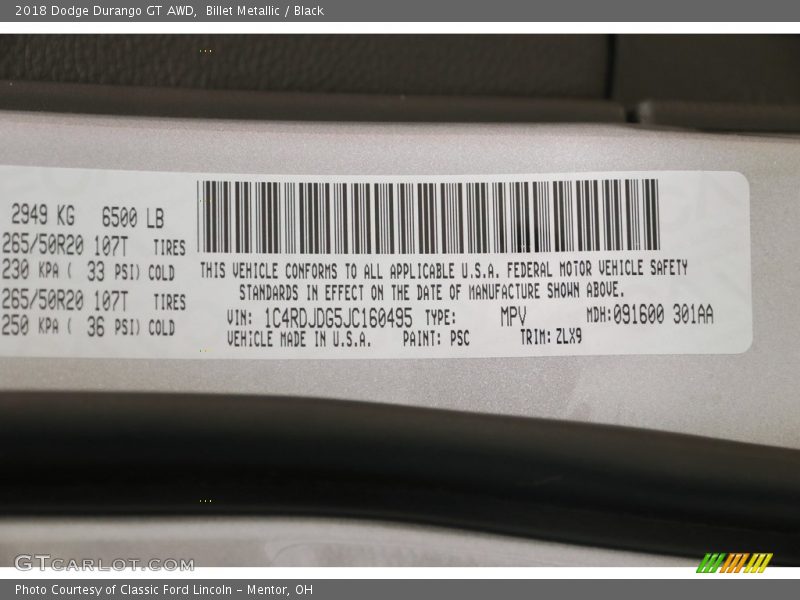 2018 Dodge Durango GT AWD, Billet Metallic / Black
2949 KG 6500 LB
265/50R20 107T TIRES
230 KPA ( 33 PSI) COLD
265/50R20 107T TIRES
250 KPA ( 36 PSI) COLD
THIS VEHICLE CONFORMS TO ALL APPLICABLE U.S.A. FEDERAL MOTOR VEHICLE SAFETY
STANDARDS IN EFFECT ON THE DATE OF MANUFACTURE SHOWN ABOVE.
VIN: 1C4RDJDG5JC160495 TYPE: MPV MDH:091600 301AA
VEHICLE MADE IN U.S.A. PAINT: PSC TRIM: ZLX9
GTCARLOT.COM
Photo Courtesy of Classic Ford Lincoln - Mentor, OH